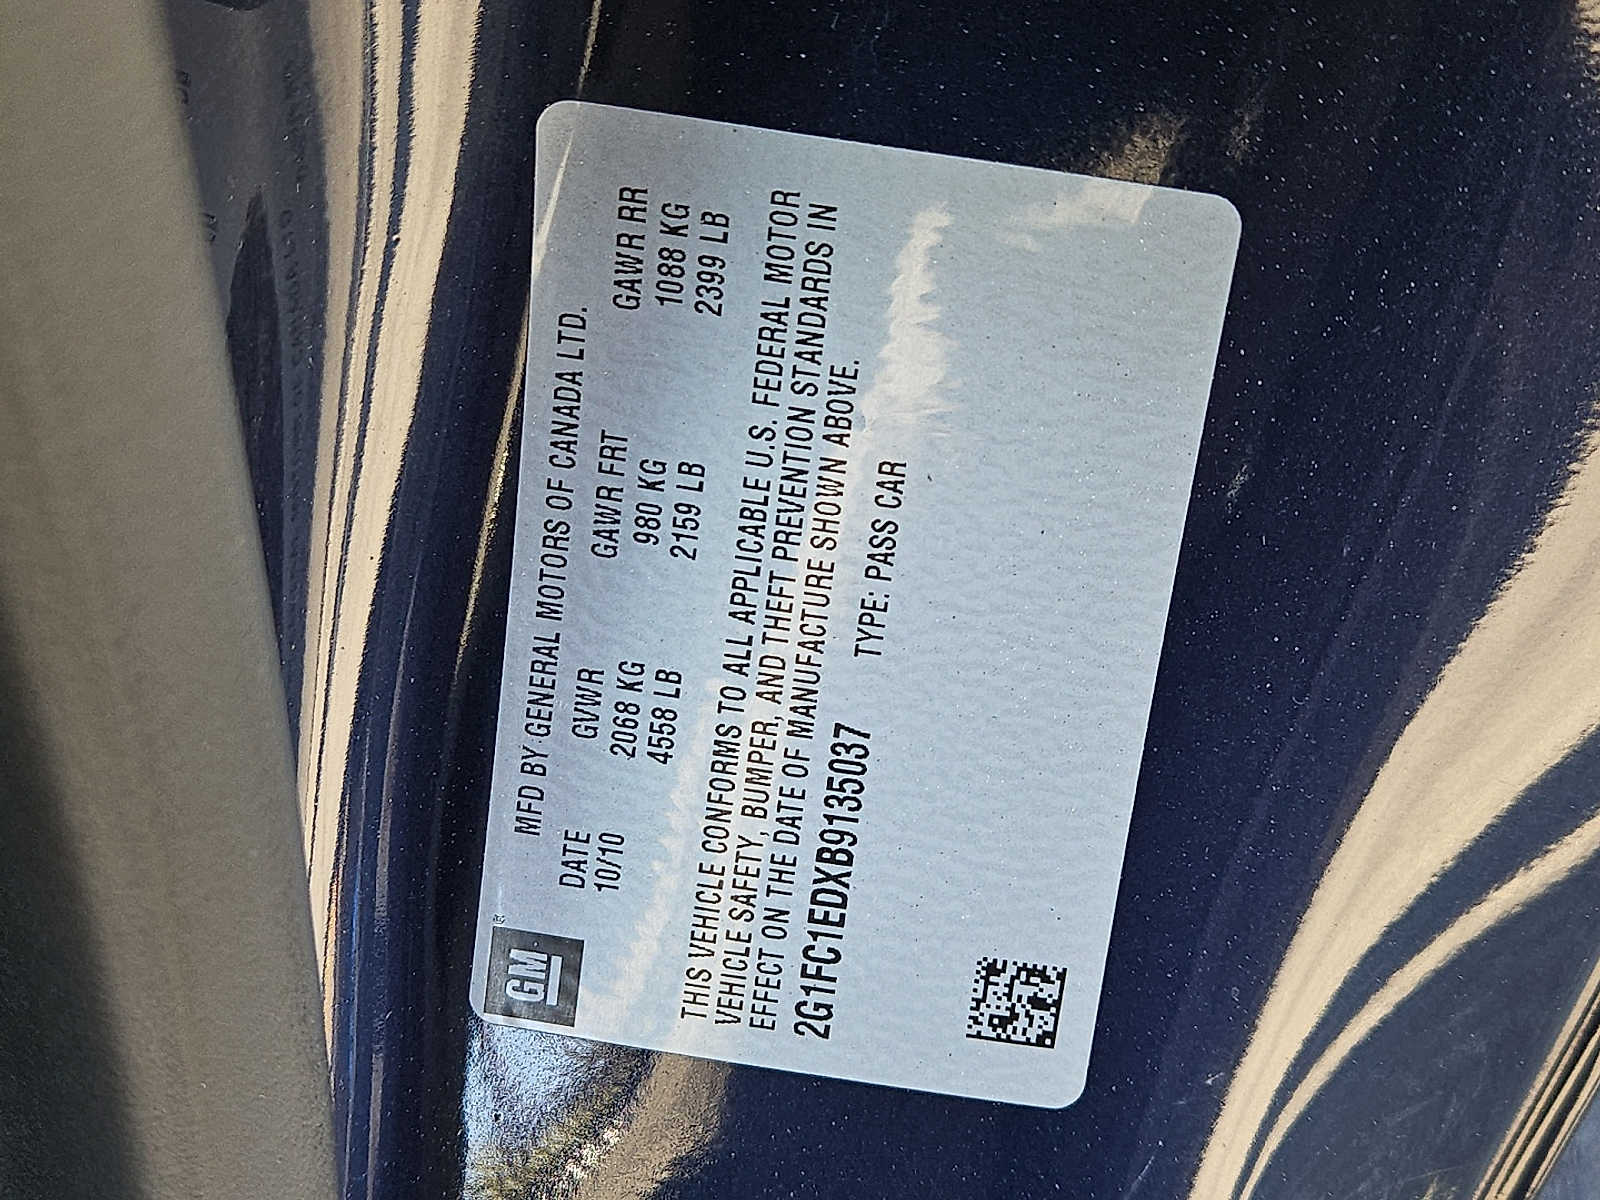 GM
MFD BY GENERAL MOTORS OF CANADA LTD.
DATE GVWR GAWR FRT GAWR RR
10/10 2068 KG 980 KG 1088 KG
4558 LB 2159 LB 2399 LB
THIS VEHICLE CONFORMS TO ALL APPLICABLE U.S. FEDERAL MOTOR
VEHICLE SAFETY, BUMPER, AND THEFT PREVENTION STANDARDS IN
EFFECT ON THE DATE OF MANUFACTURE SHOWN ABOVE.
2G1FC1EDXB9135037 TYPE: PASS CAR